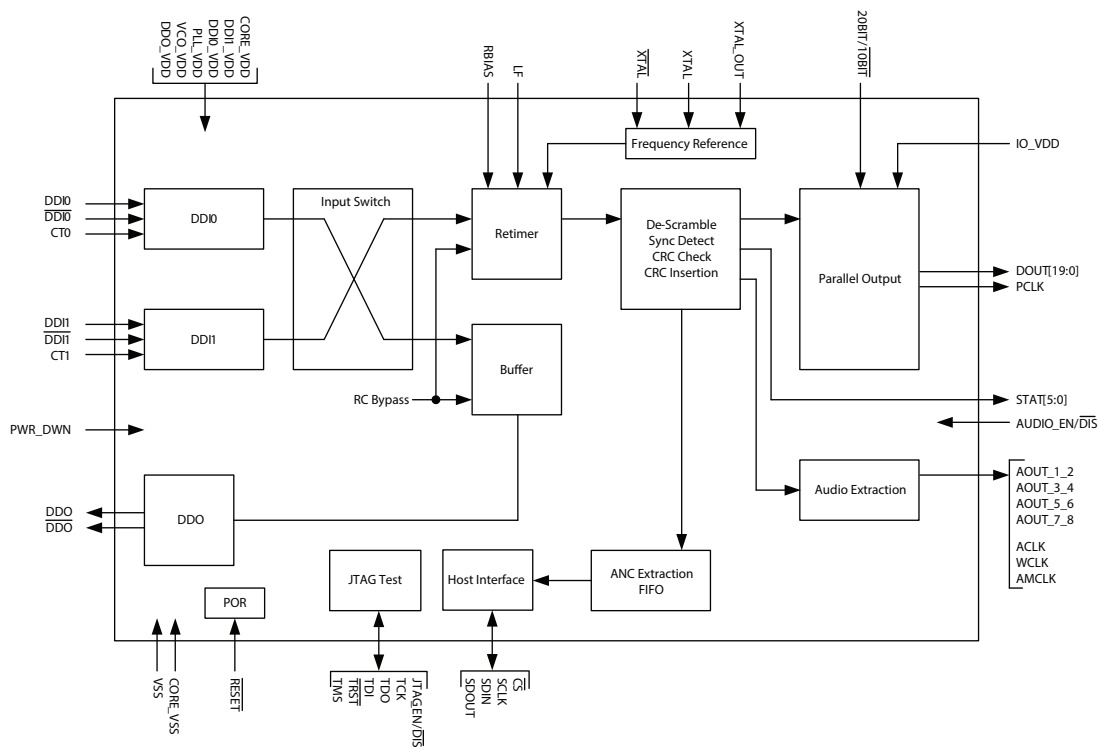 CORE_VDD
DDI1_VDD
DDI0_VDD
PLL_VDD
VCO_VDD
DDO_VDD
RBIAS
LF
XTAL
XTAL
XTAL_OUT
20BIT/10BIT
Frequency Reference
IO_VDD
DDI0
DDI0
CT0
DDI0
Input Switch
Retimer
De-Scramble
Sync Detect
CRC Check
CRC Insertion
Parallel Output
DOUT[19:0]
PCLK
DDI1
DDI1
CT1
DDI1
Buffer
RC Bypass
STAT[5:0]
AUDIO_EN/DIS
PWR_DWN
Audio Extraction
AOUT_1_2
AOUT_3_4
AOUT_5_6
AOUT_7_8
ACLK
WCLK
AMCLK
DDO
DDO
DDO
JTAG Test
Host Interface
ANC Extraction
FIFO
POR
VSS
CORE_VSS
RESET
JTAGEN/DIS
TCK
TDO
TDI
TRST
TMS
CS
SCLK
SDIN
SDOUT